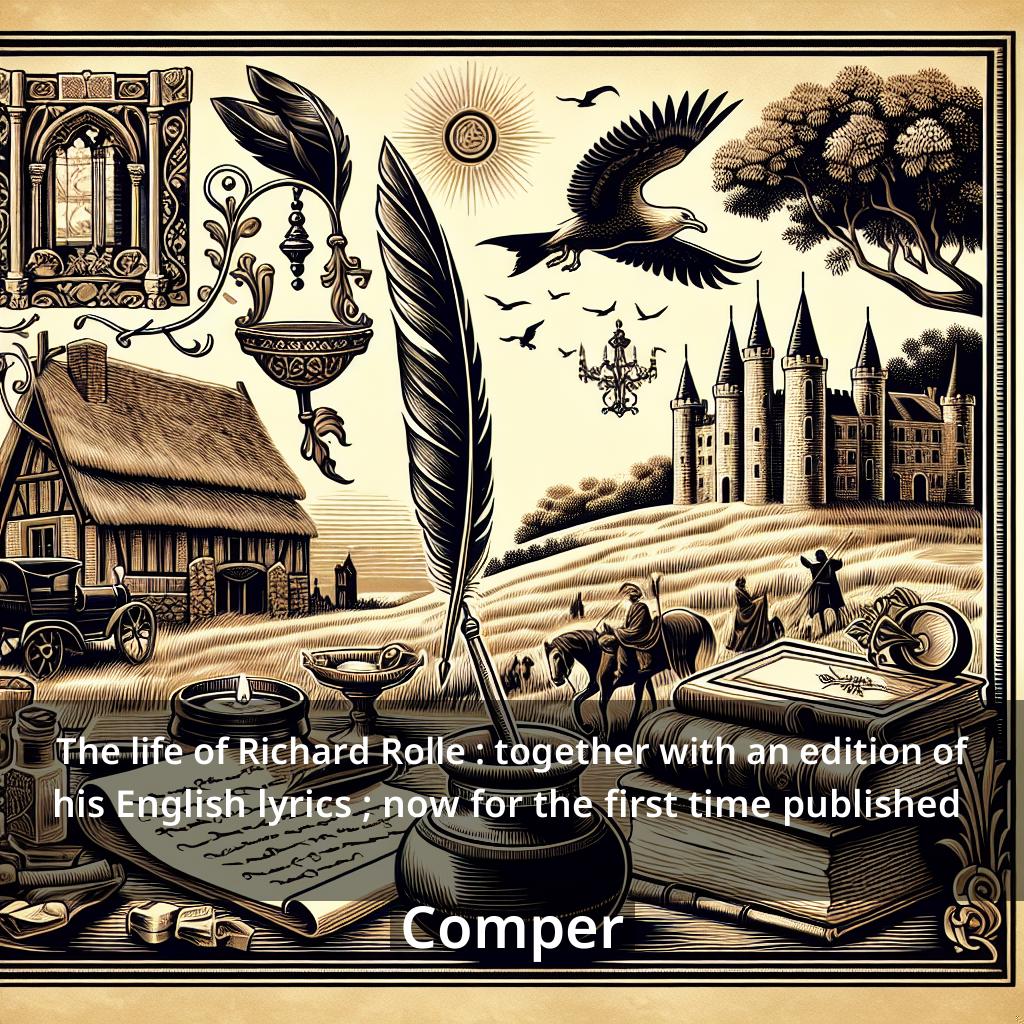 The life of Richard Rolle : together with an edition of
his English lyrics ; now for the first time published
Comper